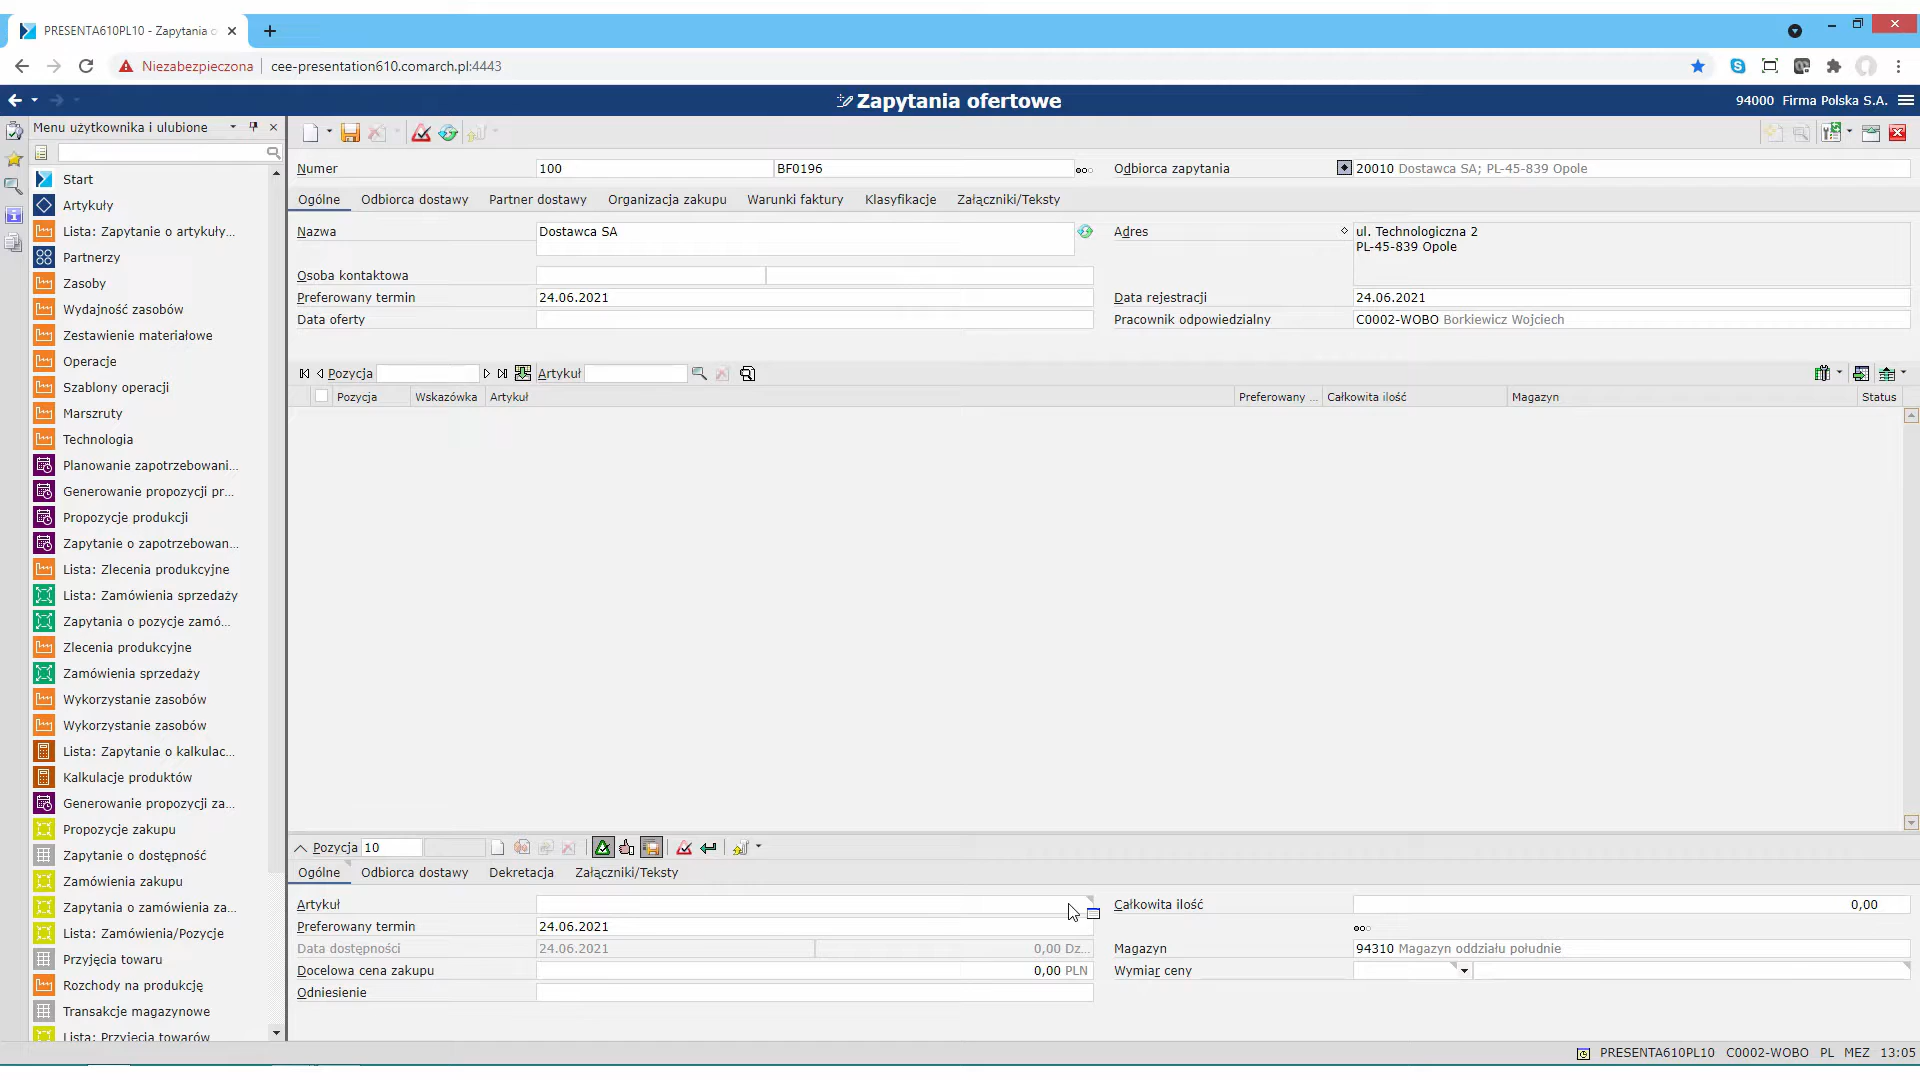 PRESENTA610PL10 - Zapytania o
Niezabezpieczona cee-presentation610.comarch.pl:4443
Zapytania ofertowe 94000 Firma Polska S.A.
Menu użytkownika i ulubione
Start
Artykuły
Lista: Zapytanie o artykuły...
Partnerzy
Zasoby
Wydajność zasobów
Zestawienie materiałowe
Operacje
Szablony operacji
Marszruty
Technologia
Planowanie zapotrzebowani...
Generowanie propozycji pr...
Propozycje produkcji
Zapytanie o zapotrzebowan...
Lista: Zlecenia produkcyjne
Lista: Zamówienia sprzedaży
Zapytania o pozycje zamó...
Zlecenia produkcyjne
Zamówienia sprzedaży
Wykorzystanie zasobów
Wykorzystanie zasobów
Lista: Zapytanie o kalkulac...
Kalkulacje produktów
Generowanie propozycji za...
Propozycje zakupu
Zapytanie o dostępność
Zamówienia zakupu
Zapytania o zamówienia za...
Lista: Zamówienia/Pozycje
Przyjęcia towaru
Rozchody na produkcję
Transakcje magazynowe
Lista: Przyjęcia towarów
Numer 100 BF0196 Odbiorca zapytania 20010 Dostawca SA; PL-45-839 Opole
Ogólne Odbiorca dostawy Partner dostawy Organizacja zakupu Warunki faktury Klasyfikacje Załączniki/Teksty
Nazwa Dostawca SA Adres ul. Technologiczna 2
PL-45-839 Opole
Osoba kontaktowa
Preferowany termin 24.06.2021 Data rejestracji 24.06.2021
Data oferty Pracownik odpowiedzialny C0002-WOBO Borkiewicz Wojciech
Pozycja Artykuł
Pozycja Wskazówka Artykuł Preferowany ... Całkowita ilość Magazyn Status
Pozycja 10
Ogólne Odbiorca dostawy Dekretacja Załączniki/Teksty
Artykuł Całkowita ilość 0,00
Preferowany termin 24.06.2021
Data dostępności 24.06.2021 0,00 Dz... Magazyn 94310 Magazyn oddziału południe
Docelowa cena zakupu 0,00 PLN Wymiar ceny
Odniesienie
PRESENTA610PL10 C0002-WOBO PL MEZ 13:05